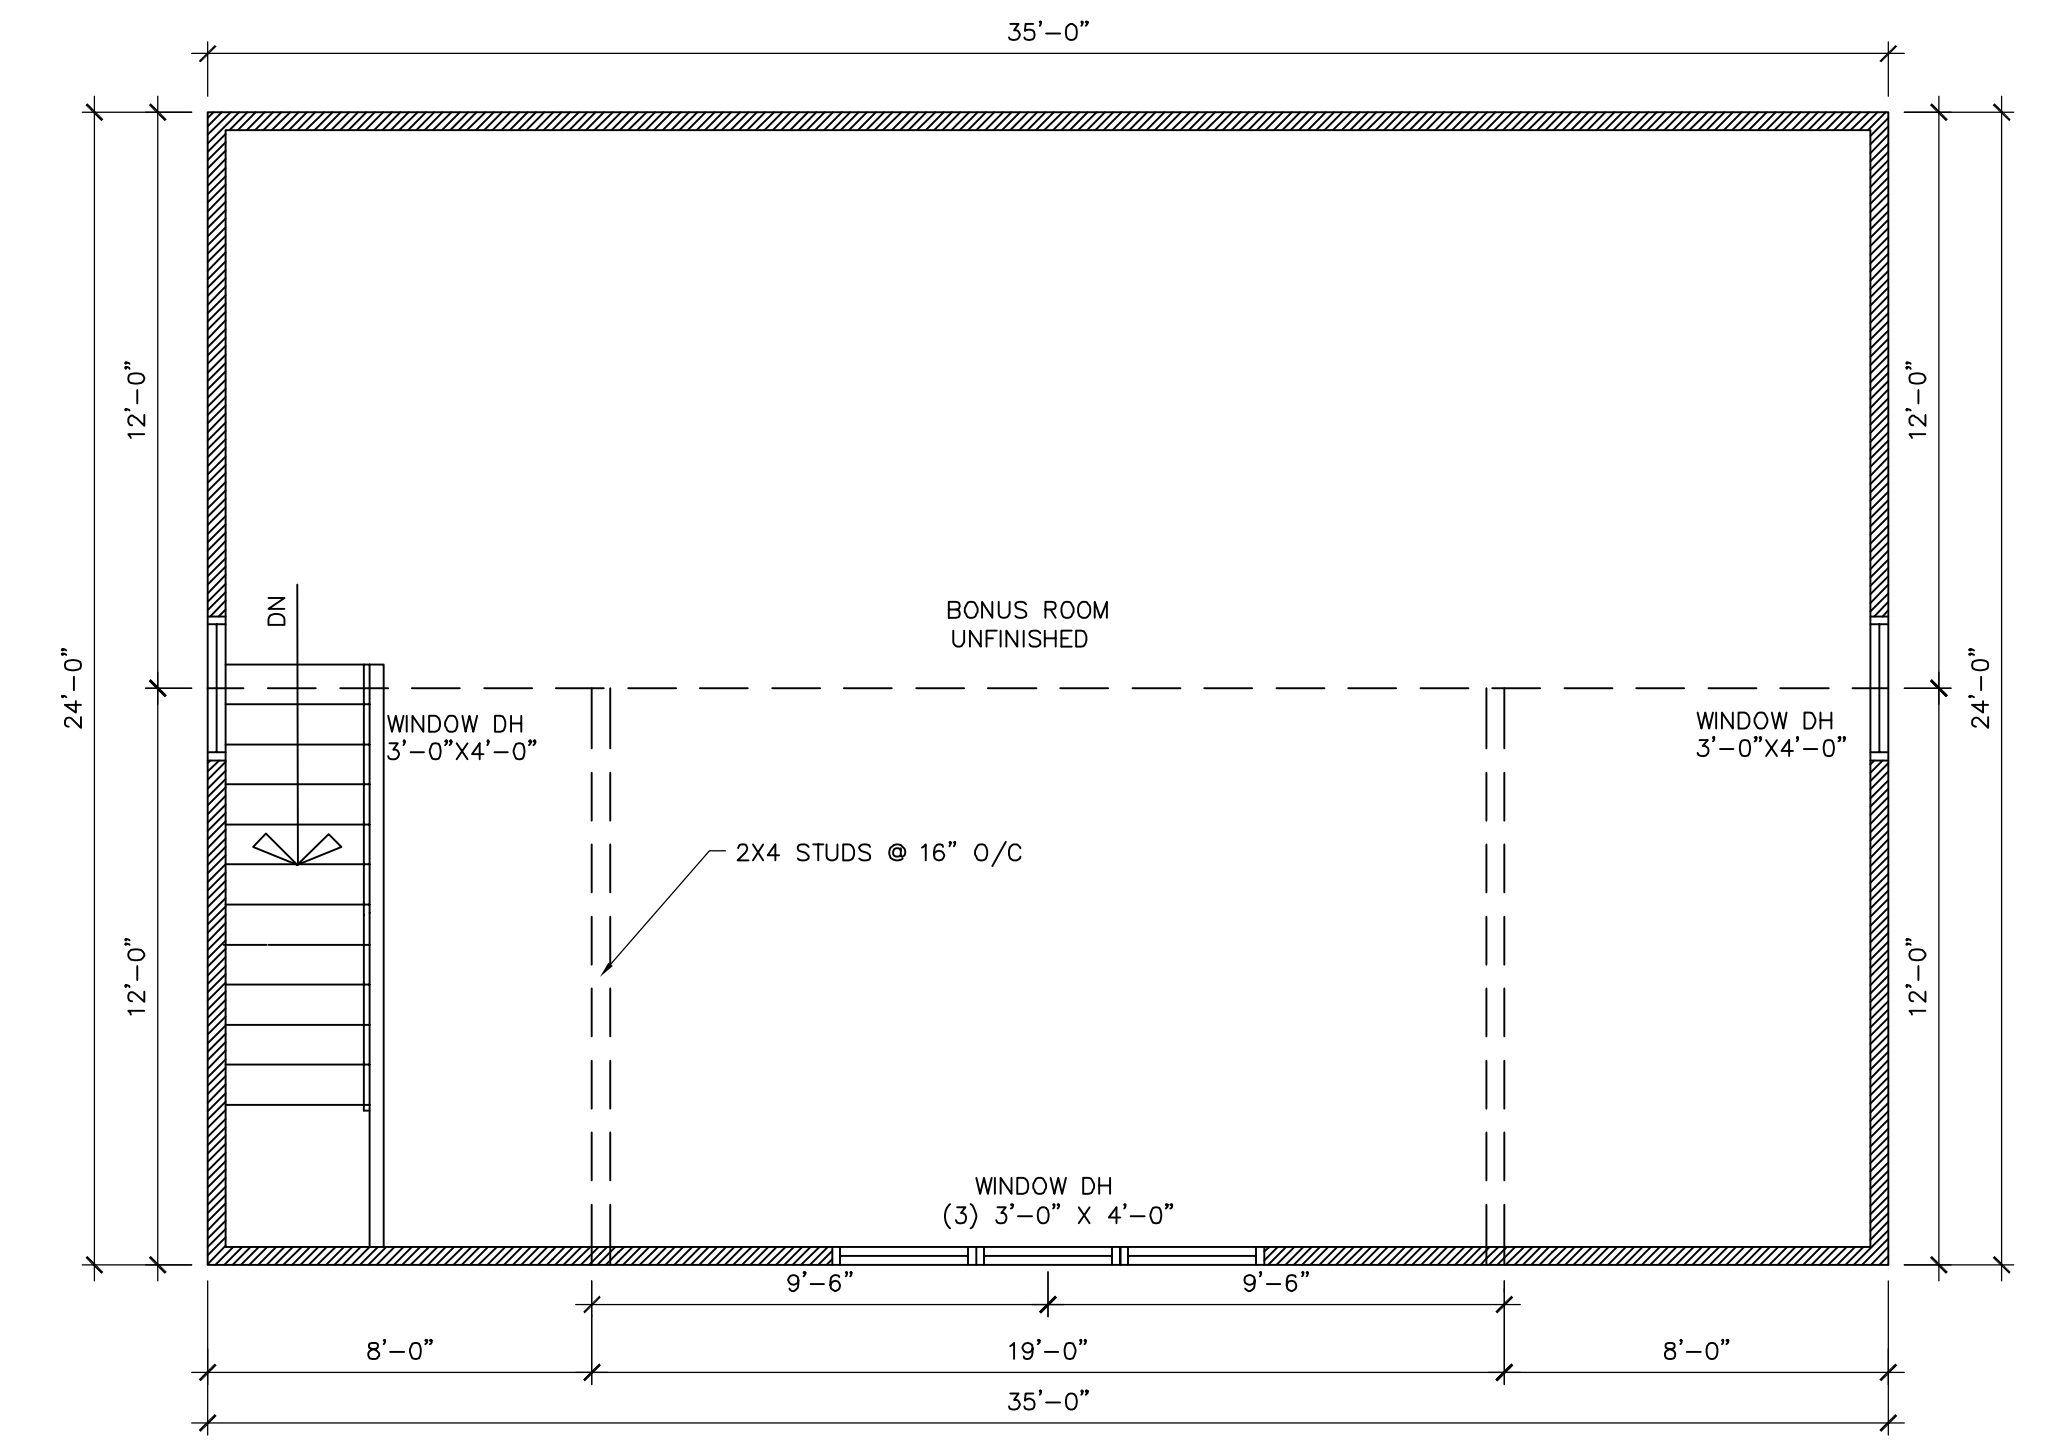 35'-0"
12'-0"
12'-0"
24'-0"
DN
BONUS ROOM
UNFINISHED
24'-0"
WINDOW DH
3'-0"X4'-0"
WINDOW DH
3'-0"X4'-0"
2X4 STUDS @ 16" O/C
12'-0"
12'-0"
WINDOW DH
(3) 3'-0" X 4'-0"
9'-6"
9'-6"
8'-0"
19'-0"
8'-0"
35'-0"